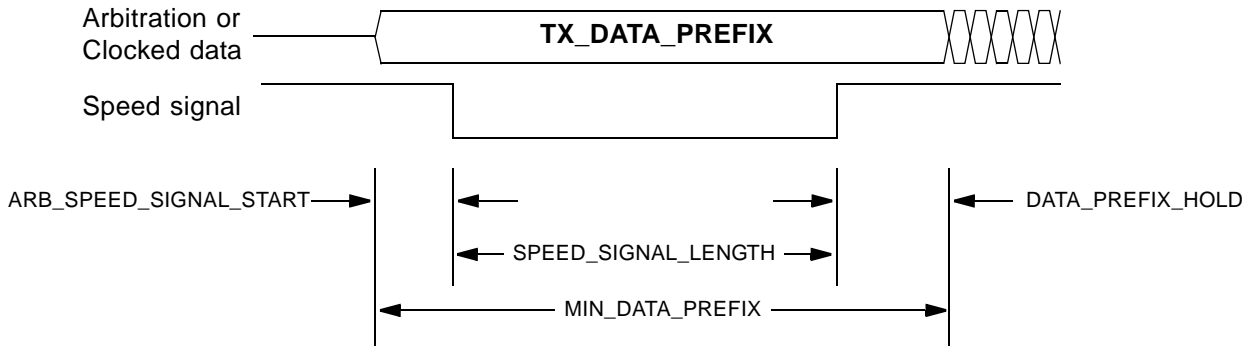 Arbitration or
Clocked data
TX_DATA_PREFIX
Speed signal
ARB_SPEED_SIGNAL_START
DATA_PREFIX_HOLD
SPEED_SIGNAL_LENGTH
MIN_DATA_PREFIX